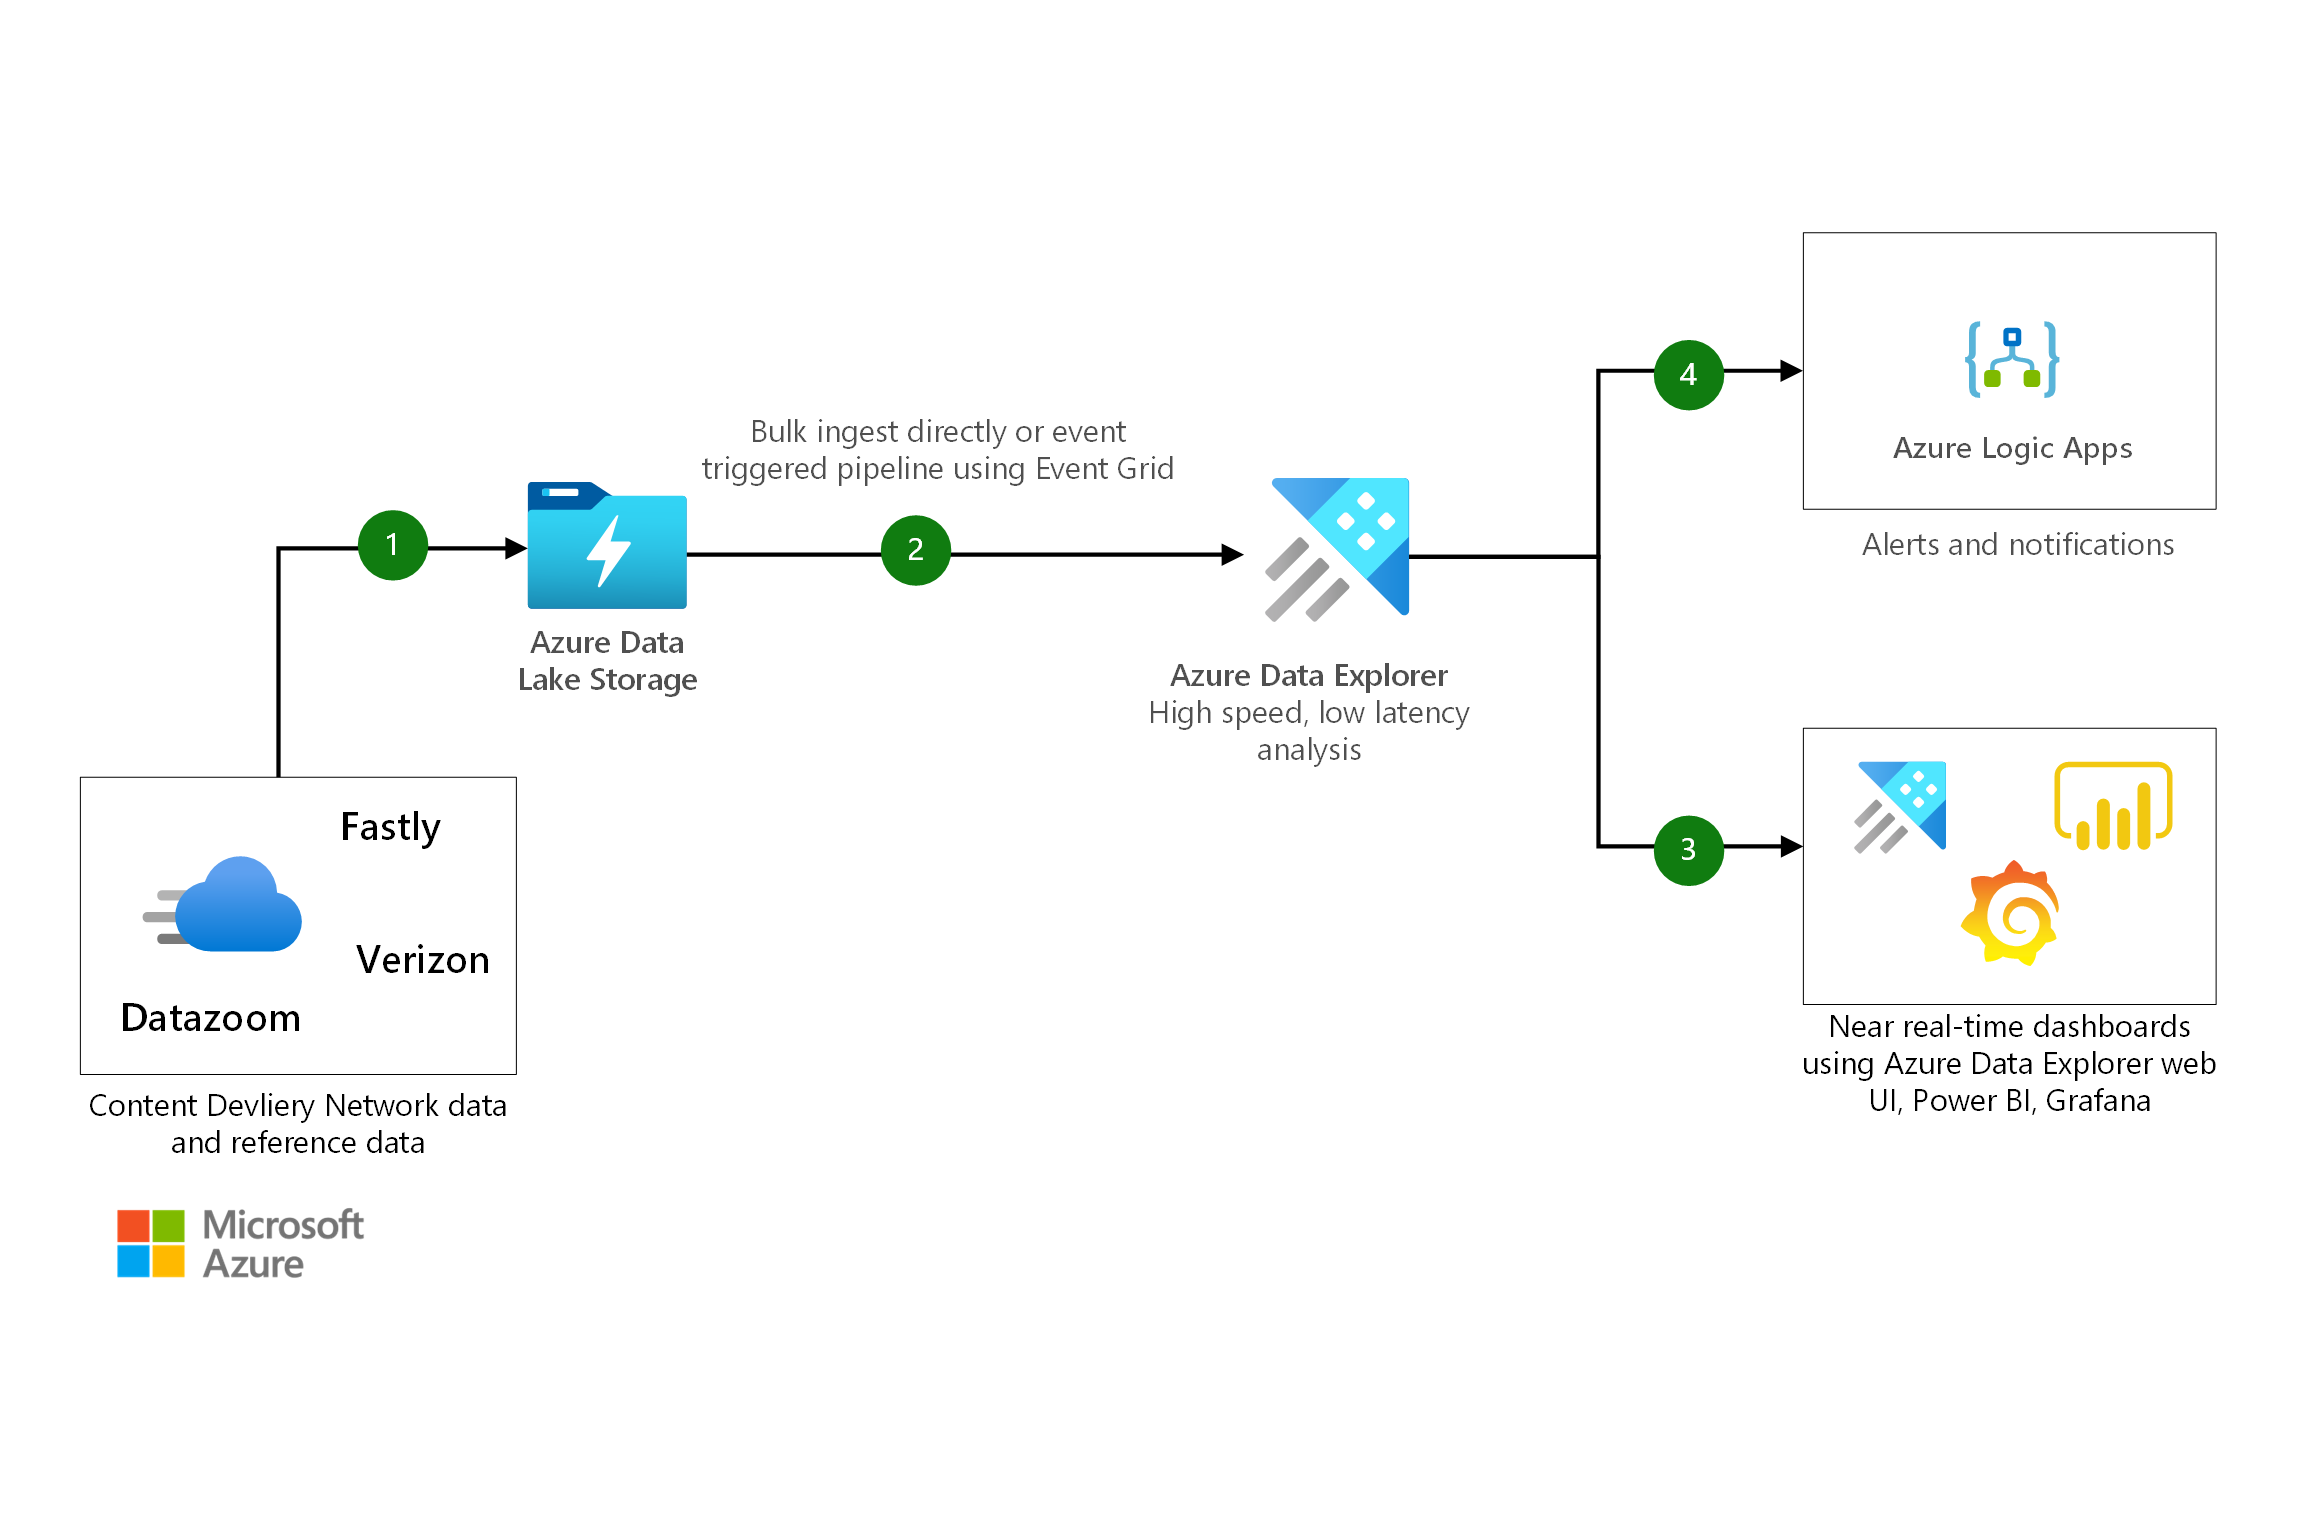 4
Azure Logic Apps
Alerts and notifications
Bulk ingest directly or event
triggered pipeline using Event Grid
1
2
Azure Data
Lake Storage
Azure Data Explorer
High speed, low latency
analysis
Fastly
Verizon
Datazoom
Content Devliery Network data
and reference data
3
Near real-time dashboards
using Azure Data Explorer web
UI, Power BI, Grafana
Microsoft
Azure